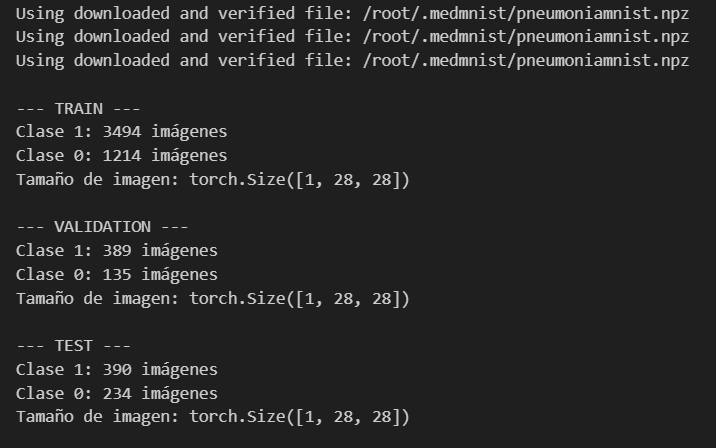 Using downloaded and verified file: /root/.medmnist/pneumoniamnist.npz
Using downloaded and verified file: /root/.medmnist/pneumoniamnist.npz
Using downloaded and verified file: /root/.medmnist/pneumoniamnist.npz
--- TRAIN ---
Clase 1: 3494 imágenes
Clase 0: 1214 imágenes
Tamaño de imagen: torch.Size([1, 28, 28])
--- VALIDATION ---
Clase 1: 389 imágenes
Clase 0: 135 imágenes
Tamaño de imagen: torch.Size([1, 28, 28])
--- TEST ---
Clase 1: 390 imágenes
Clase 0: 234 imágenes
Tamaño de imagen: torch.Size([1, 28, 28])